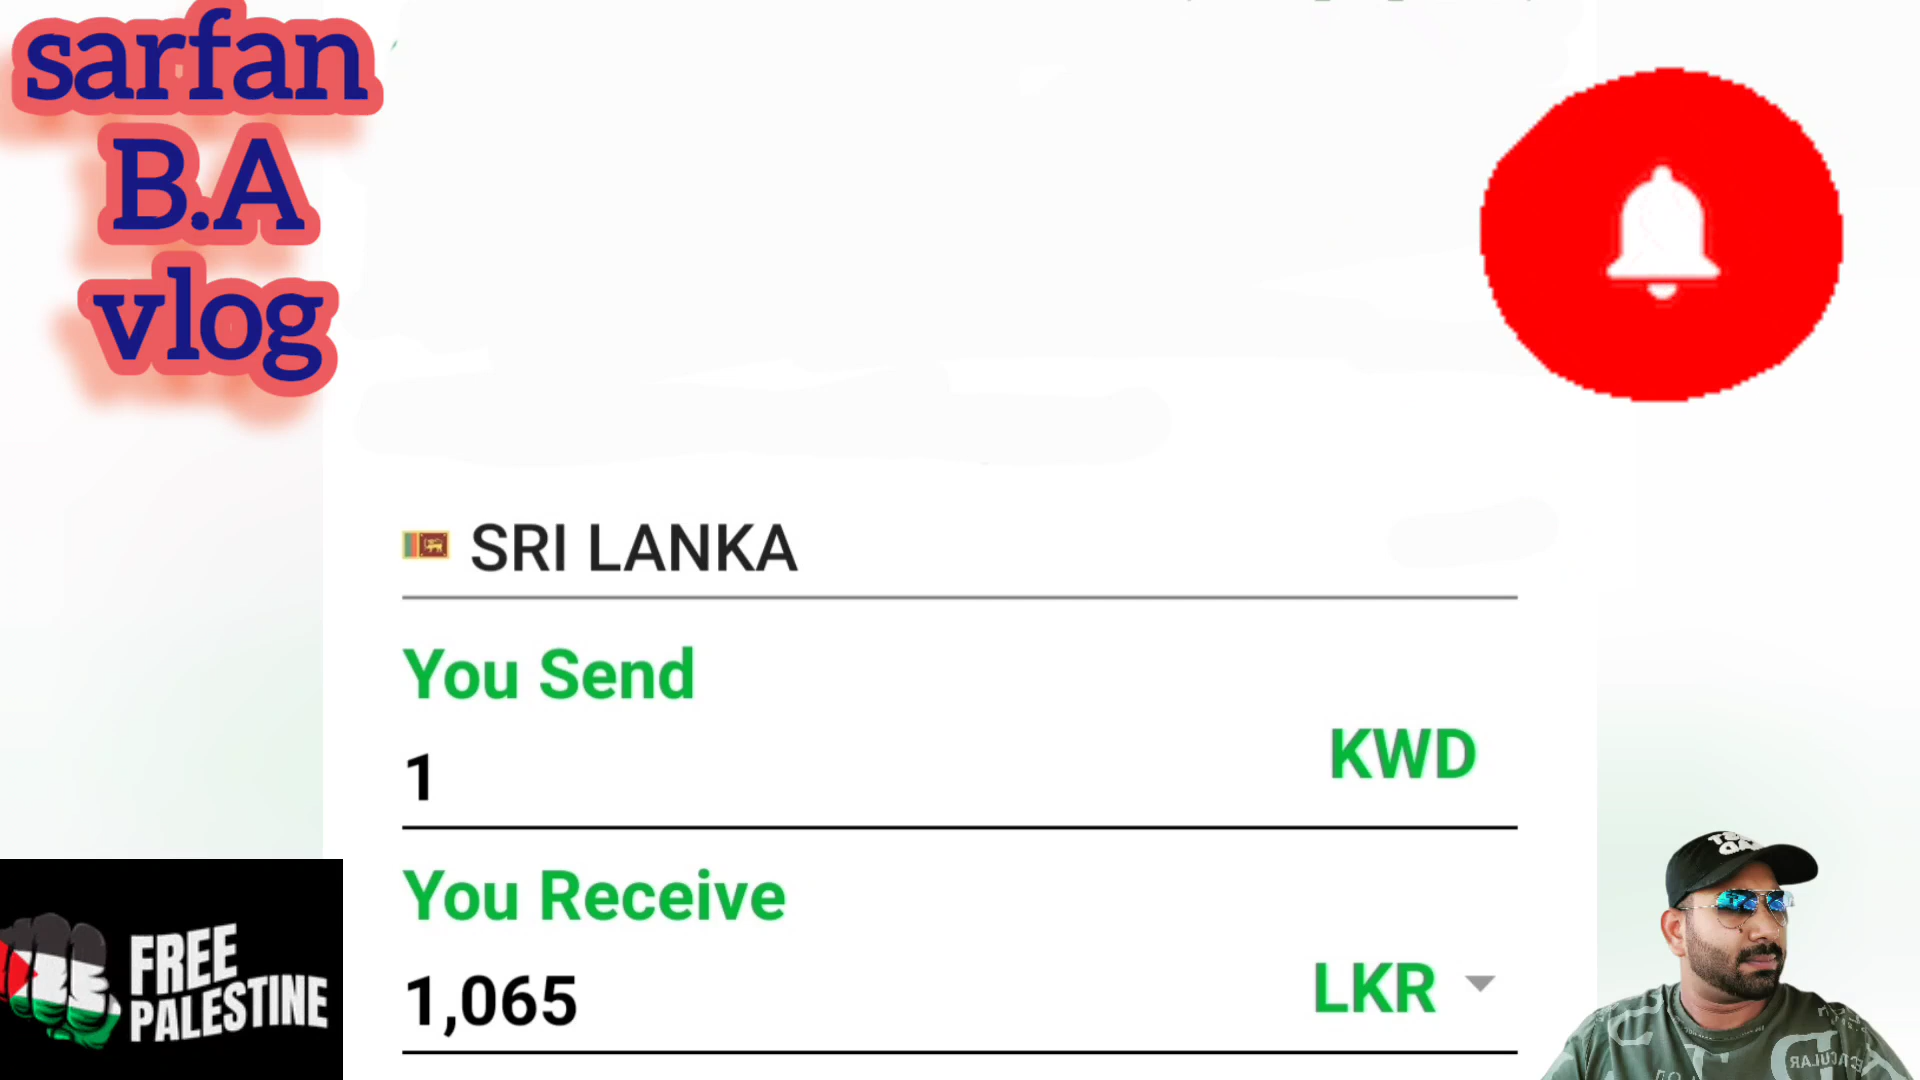 sarfan
B.A
vlog
SRI LANKA
You Send
1
KWD
You Receive
1,065
LKR
FREE
PALESTINE